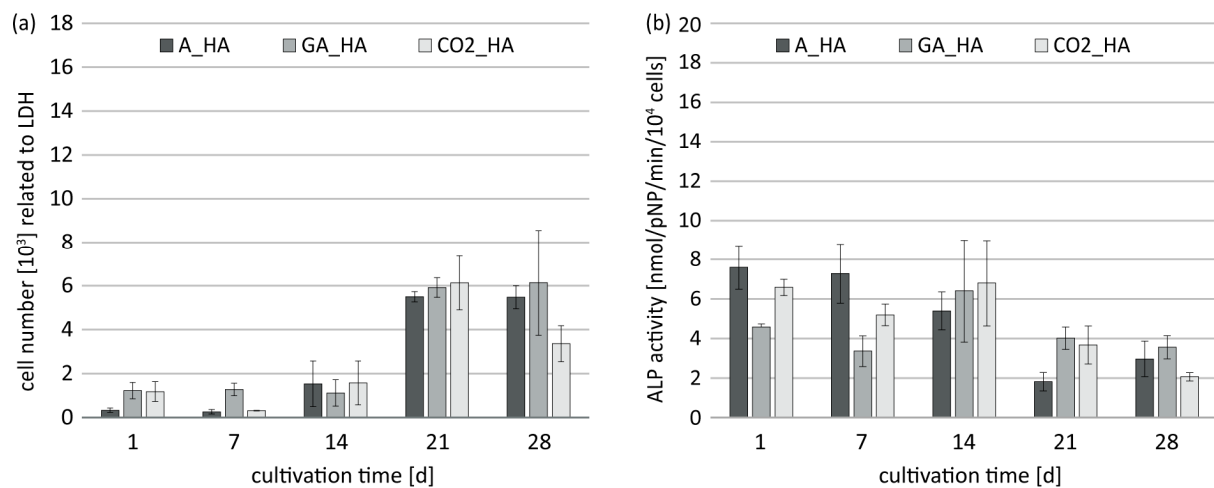 (a)
cell number [10³] related to LDH
18
16
14
12
10
8
6
4
2
0
A_HA GA_HA CO2_HA
1 7 14 21 28
cultivation time [d]
(b)
ALP activity [nmol/pNP/min/10⁴ cells]
20
18
16
14
12
10
8
6
4
2
0
A_HA GA_HA CO2_HA
1 7 14 21 28
cultivation time [d]